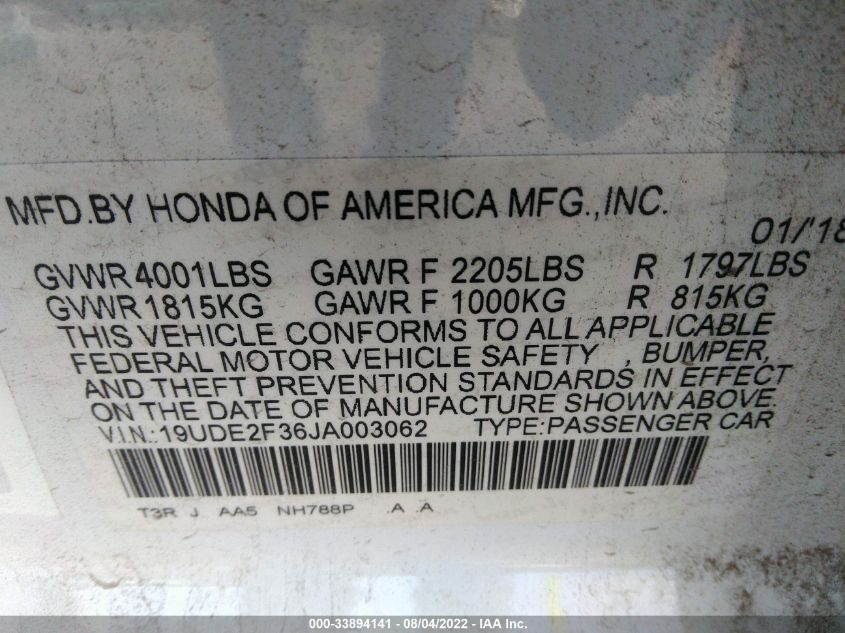 MFD.BY HONDA OF AMERICA MFG.,INC.
01/'18
GVWR 4001LBS GAWR F 2205LBS R 1797LBS
GVWR 1815KG GAWR F 1000KG R 815KG
THIS VEHICLE CONFORMS TO ALL APPLICABLE
FEDERAL MOTOR VEHICLE SAFETY , BUMPER,
AND THEFT PREVENTION STANDARDS IN EFFECT
ON THE DATE OF MANUFACTURE SHOWN ABOVE.
V.I.N.:19UDE2F36JA003062 TYPE:PASSENGER CAR
T3R J AA5 NH788P .A .A
000-33894141 - 08/04/2022 - IAA Inc.